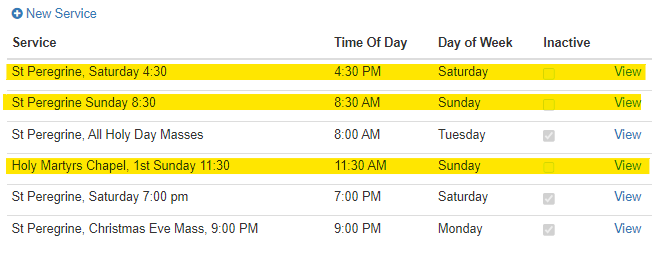 New Service
Service Time Of Day Day of Week Inactive
St Peregrine, Saturday 4:30 4:30 PM Saturday View
St Peregrine Sunday 8:30 8:30 AM Sunday View
St Peregrine, All Holy Day Masses 8:00 AM Tuesday View
Holy Martyrs Chapel, 1st Sunday 11:30 11:30 AM Sunday View
St Peregrine, Saturday 7:00 pm 7:00 PM Saturday View
St Peregrine, Christmas Eve Mass, 9:00 PM 9:00 PM Monday View